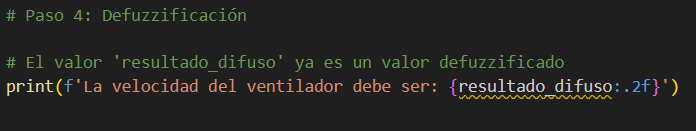 # Paso 4: Defuzzificación
# El valor 'resultado_difuso' ya es un valor defuzzificado
print(f'La velocidad del ventilador debe ser: {resultado_difuso:.2f}')